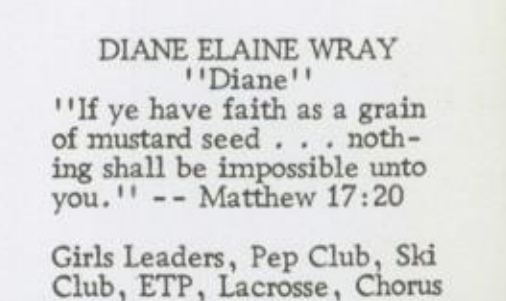 DIANE ELAINE WRAY
''Diane''
''If ye have faith as a grain
of mustard seed . . . noth-
ing shall be impossible unto
you.'' -- Matthew 17:20
Girls Leaders, Pep Club, Ski
Club, ETP, Lacrosse, Chorus